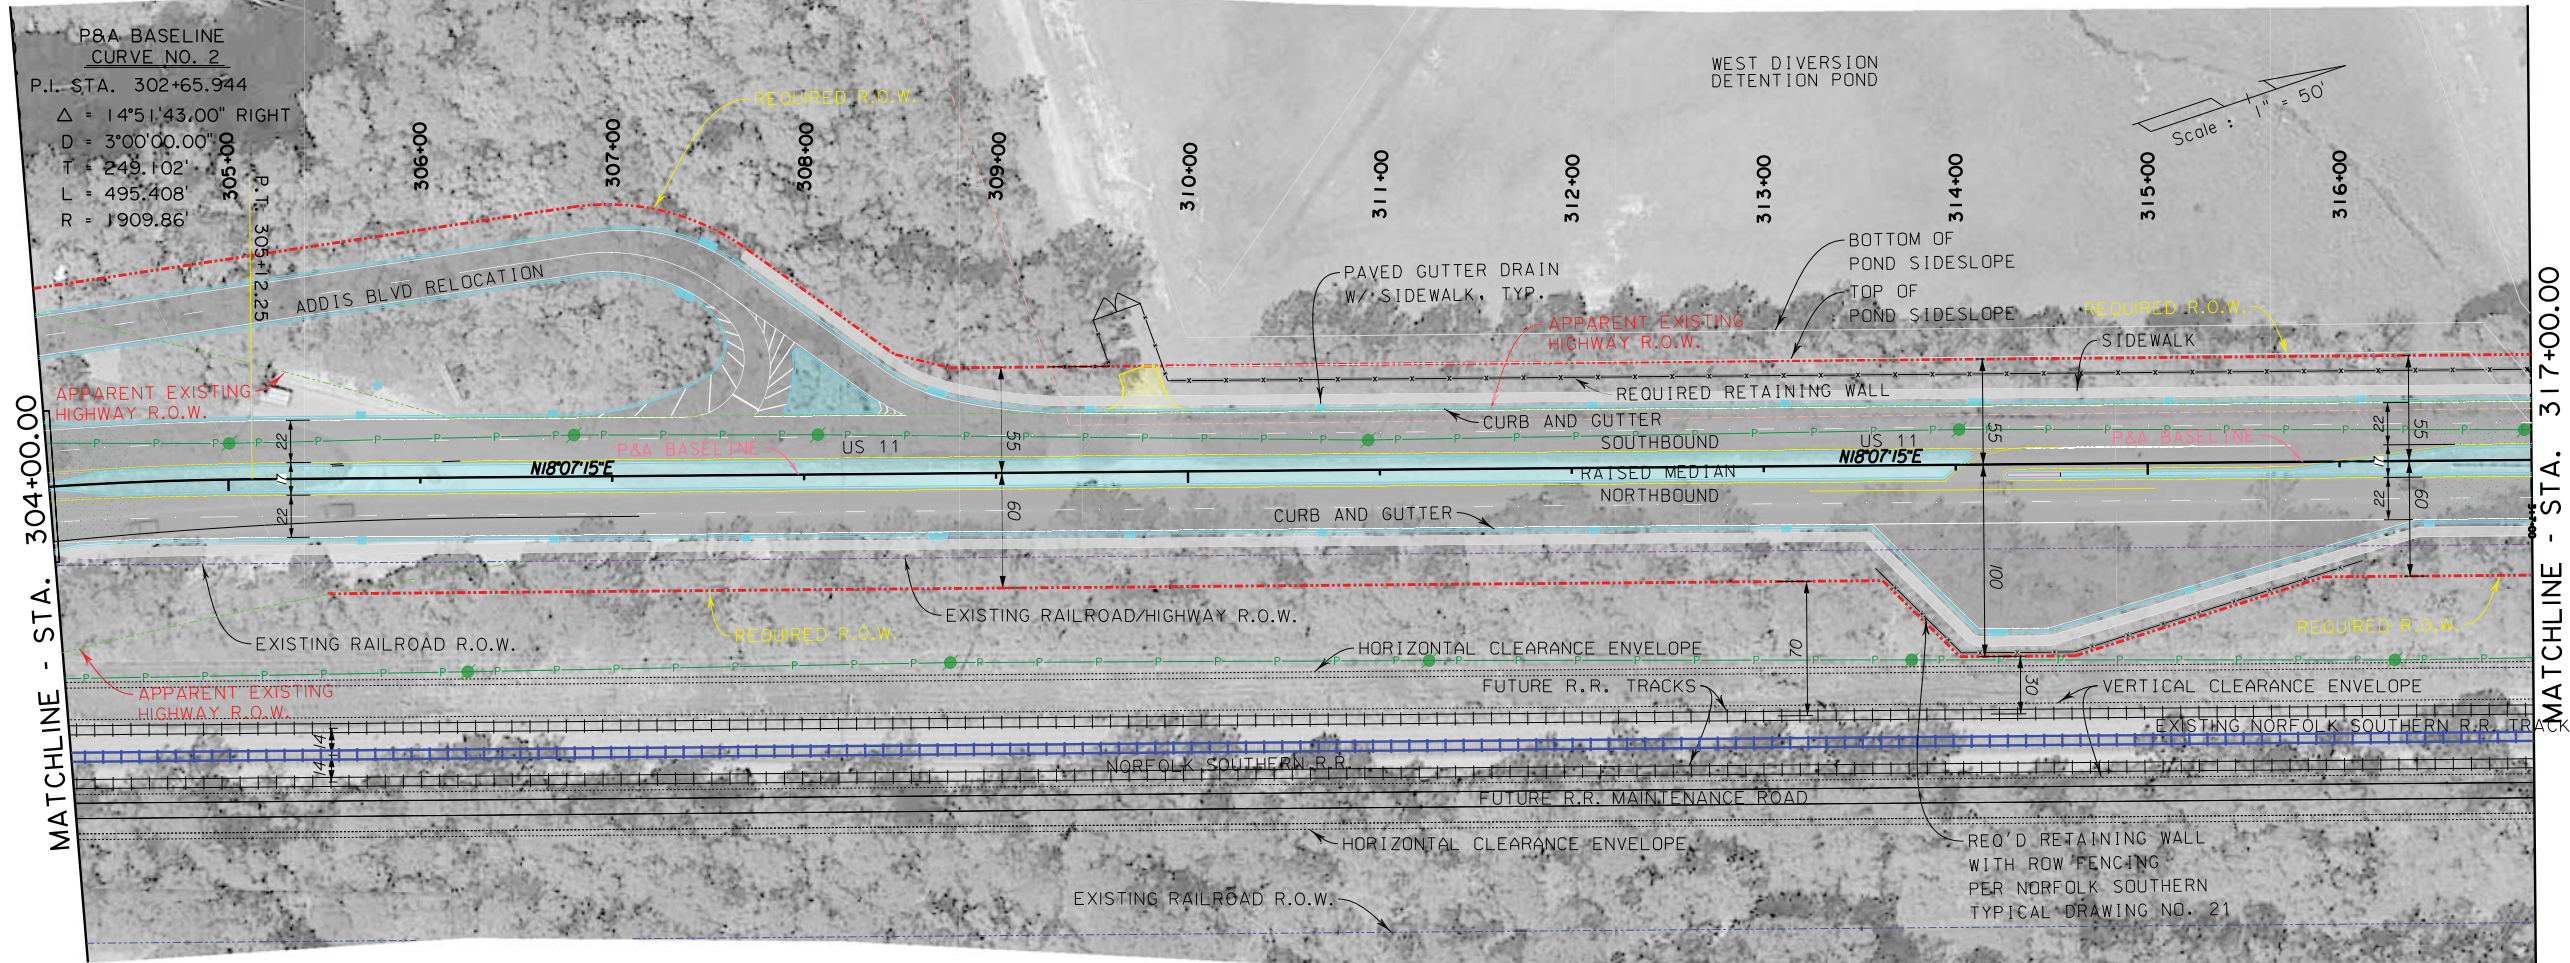 P&A BASELINE
CURVE NO. 2
P.I. STA. 302+65.944
Δ = 14°51'43.00" RIGHT
D = 3°00'00.00"
T = 249.102'
L = 495.408'
R = 1909.86'
305+00
306+00
307+00
308+00
309+00
310+00
311+00
312+00
313+00
314+00
315+00
316+00
P.T. 305+12.25
REQUIRED R.O.W.
WEST DIVERSION
DETENTION POND
Scale : 1" = 50'
ADDIS BLVD RELOCATION
PAVED GUTTER DRAIN
W/ SIDEWALK, TYP.
BOTTOM OF
POND SIDESLOPE
TOP OF
POND SIDESLOPE
APPARENT EXISTING
HIGHWAY R.O.W.
REQUIRED R.O.W.
SIDEWALK
APPARENT EXISTING
HIGHWAY R.O.W.
REQUIRED RETAINING WALL
CURB AND GUTTER
SOUTHBOUND
US 11
US 11
P&A BASELINE
P&A BASELINE
N18°07'15"E
N18°07'15"E
RAISED MEDIAN
NORTHBOUND
CURB AND GUTTER
22
17
22
55
60
55
100
70
30
22
17
22
55
60
MATCHLINE - STA. 304+00.00
MATCHLINE - STA. 317+00.00
EXISTING RAILROAD/HIGHWAY R.O.W.
EXISTING RAILROAD R.O.W.
REQUIRED R.O.W.
REQUIRED R.O.W.
HORIZONTAL CLEARANCE ENVELOPE
APPARENT EXISTING
HIGHWAY R.O.W.
FUTURE R.R. TRACKS
VERTICAL CLEARANCE ENVELOPE
EXISTING NORFOLK SOUTHERN R.R. TRACK
14
14
NORFOLK SOUTHERN R.R.
FUTURE R.R. MAINTENANCE ROAD
HORIZONTAL CLEARANCE ENVELOPE
REQ'D RETAINING WALL
WITH ROW FENCING
PER NORFOLK SOUTHERN
TYPICAL DRAWING NO. 21
EXISTING RAILROAD R.O.W.